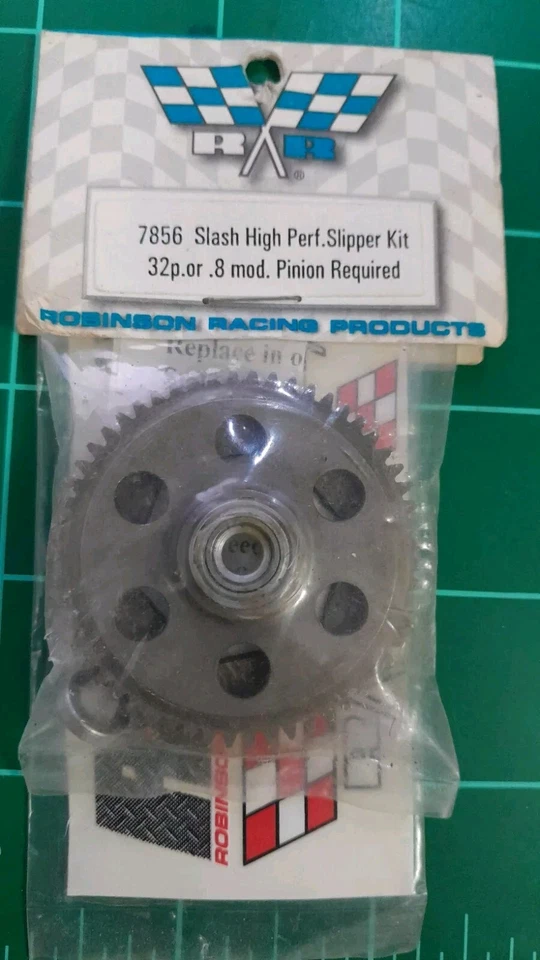 RR
®
7856 Slash High Perf.Slipper Kit
32p.or .8 mod. Pinion Required
ROBINSON RACING PRODUCTS
Replace in
ROBINSON